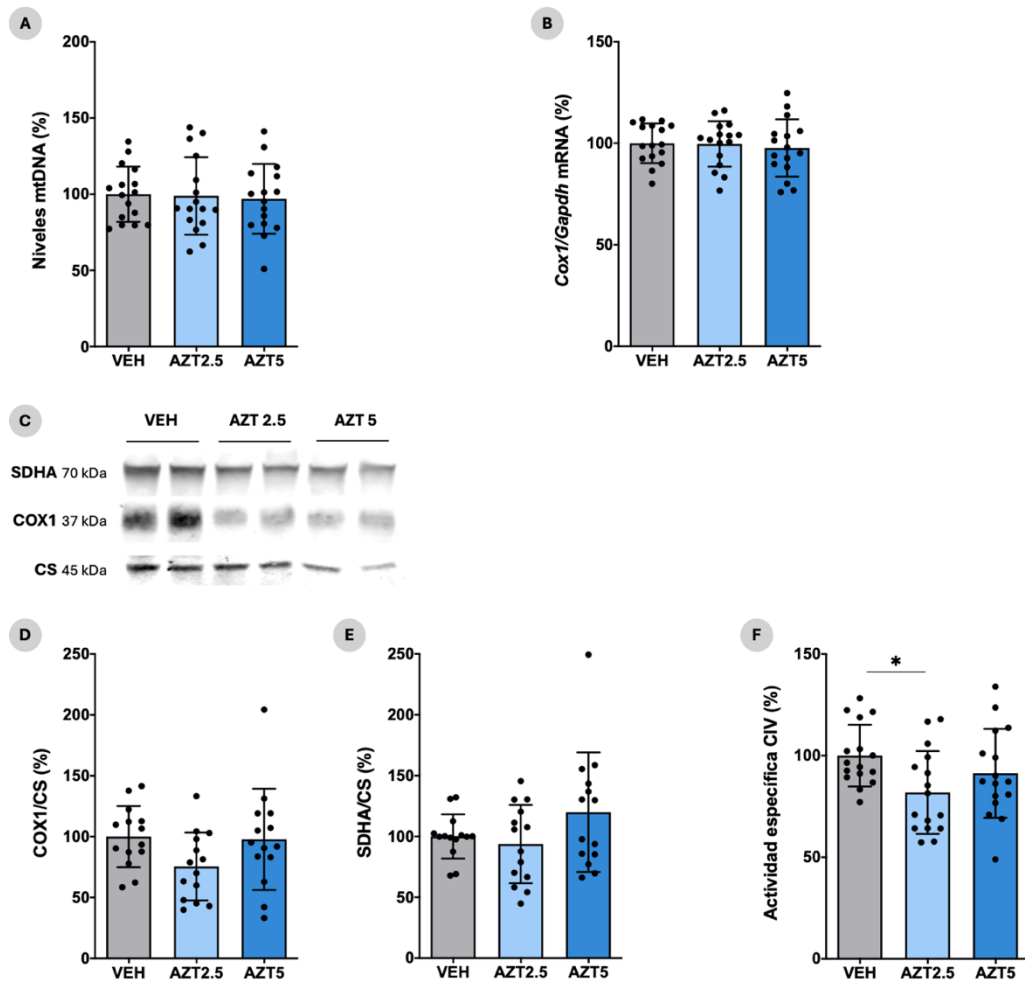 A
Niveles mtDNA (%)
200
150
100
50
0
VEH AZT2.5 AZT5
B
Cox1/Gapdh mRNA (%)
150
100
50
0
VEH AZT2.5 AZT5
C
VEH AZT 2.5 AZT 5
SDHA 70 kDa
COX1 37 kDa
CS 45 kDa
D
COX1/CS (%)
250
200
150
100
50
0
VEH AZT2.5 AZT5
E
SDHA/CS (%)
250
200
150
100
50
0
VEH AZT2.5 AZT5
F
Actividad específica CIV (%)
150
100
50
0
*
VEH AZT2.5 AZT5